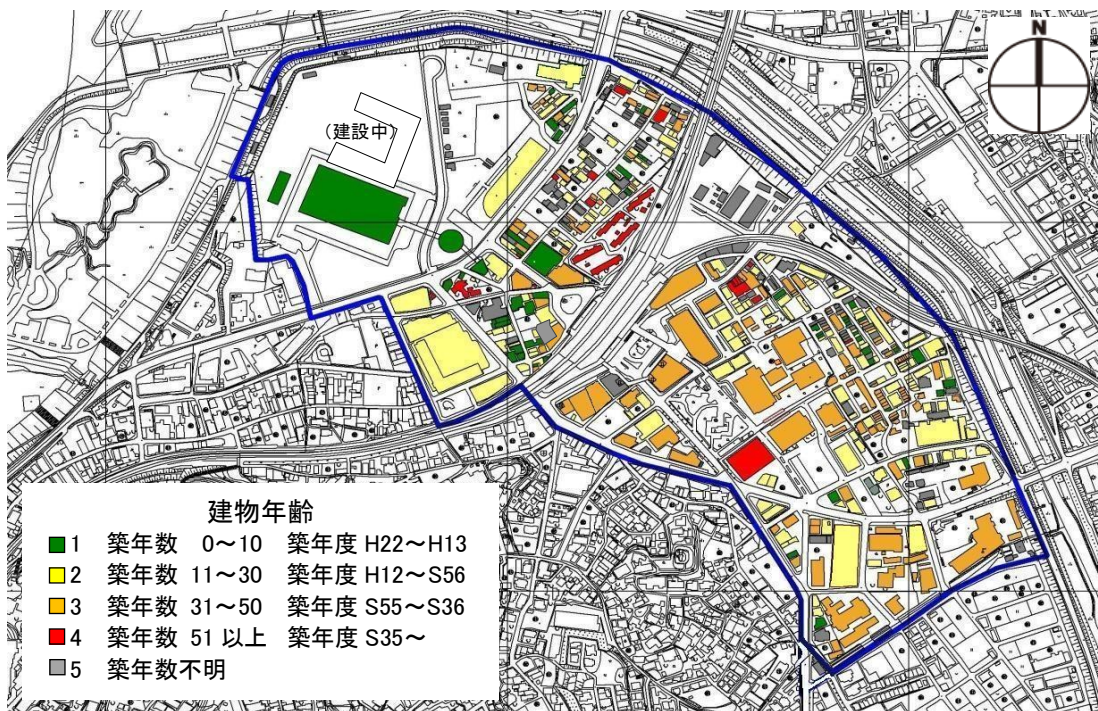 N
(建設中)
建物年齢
1 築年数 0~10 築年度 H22~H13
2 築年数 11~30 築年度 H12~S56
3 築年数 31~50 築年度 S55~S36
4 築年数 51 以上 築年度 S35~
5 築年数不明